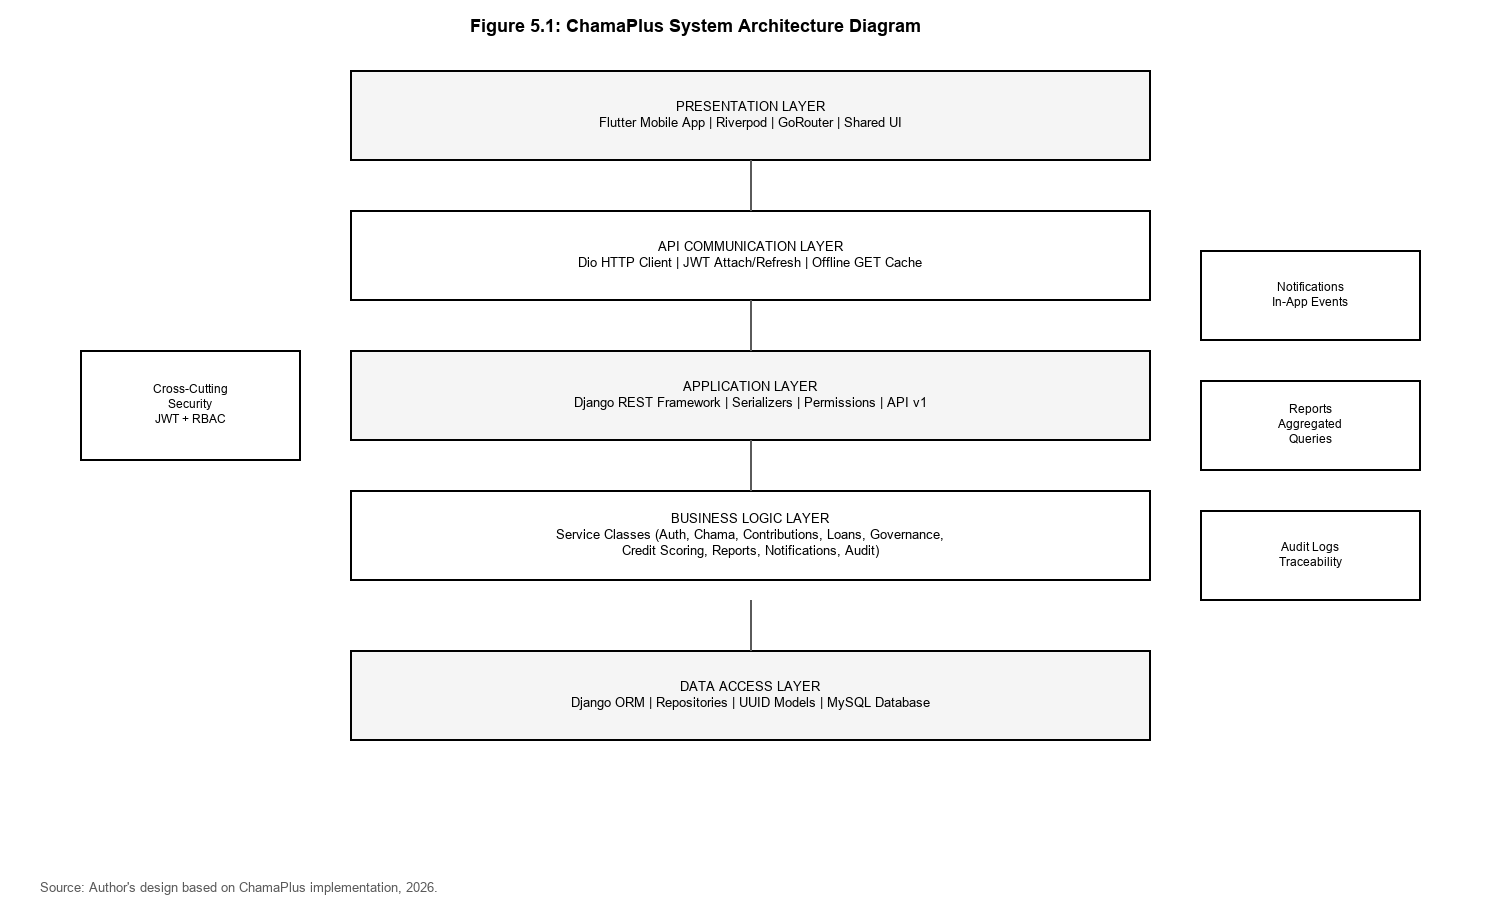 Figure 5.1: ChamaPlus System Architecture Diagram
PRESENTATION LAYER
Flutter Mobile App | Riverpod | GoRouter | Shared UI
API COMMUNICATION LAYER
Dio HTTP Client | JWT Attach/Refresh | Offline GET Cache
Notifications
In-App Events
Cross-Cutting
Security
JWT + RBAC
APPLICATION LAYER
Django REST Framework | Serializers | Permissions | API v1
Reports
Aggregated
Queries
BUSINESS LOGIC LAYER
Service Classes (Auth, Chama, Contributions, Loans, Governance,
Credit Scoring, Reports, Notifications, Audit)
Audit Logs
Traceability
DATA ACCESS LAYER
Django ORM | Repositories | UUID Models | MySQL Database
Source: Author's design based on ChamaPlus implementation, 2026.